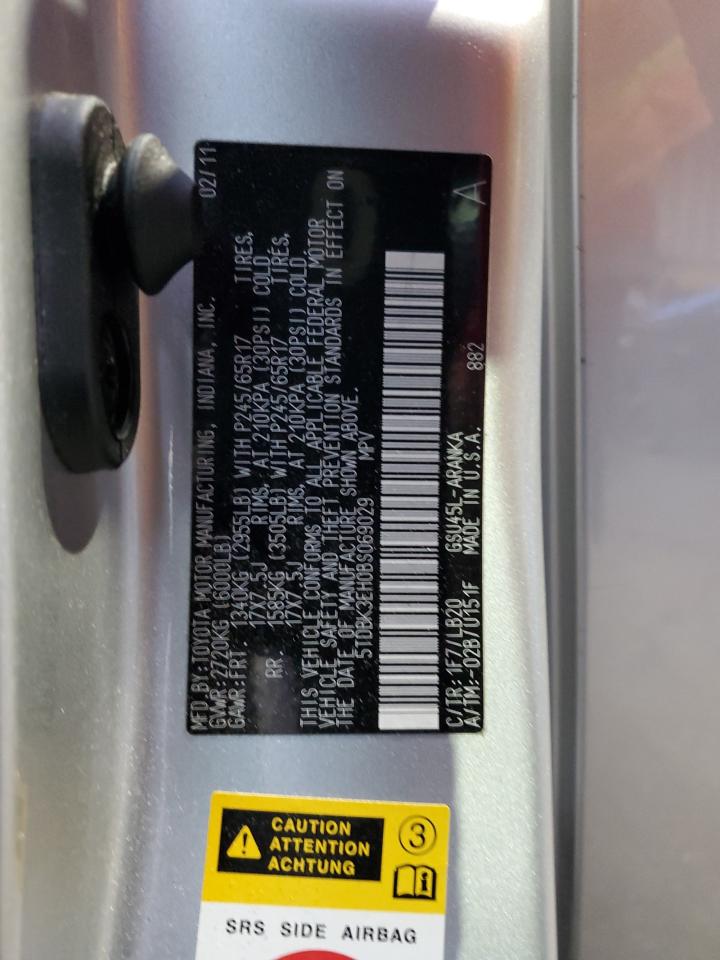 MFD.BY:TOYOTA MOTOR MANUFACTURING, INDIANA, INC. 02/11
GVWR:2720KG (6000LB)
GAWR:FRT. 1340KG (2955LB) WITH P245/65R17 TIRES,
17X7.5J RIMS, AT 210KPA (30PSI) COLD
RR. 1585KG (3505LB) WITH P245/65R17 TIRES,
17X7.5J RIMS, AT 210KPA (30PSI) COLD
THIS VEHICLE CONFORMS TO ALL APPLICABLE FEDERAL MOTOR
VEHICLE SAFETY AND THEFT PREVENTION STANDARDS IN EFFECT ON
THE DATE OF MANUFACTURE SHOWN ABOVE.
5TDBK3EH0BS069029 MPV
C/TR:1F7/LB20 GSU45L-ARANKA A
A/TM:-02B/U151F MADE IN U.S.A. 882
CAUTION
ATTENTION
ACHTUNG
3
i
SRS SIDE AIRBAG